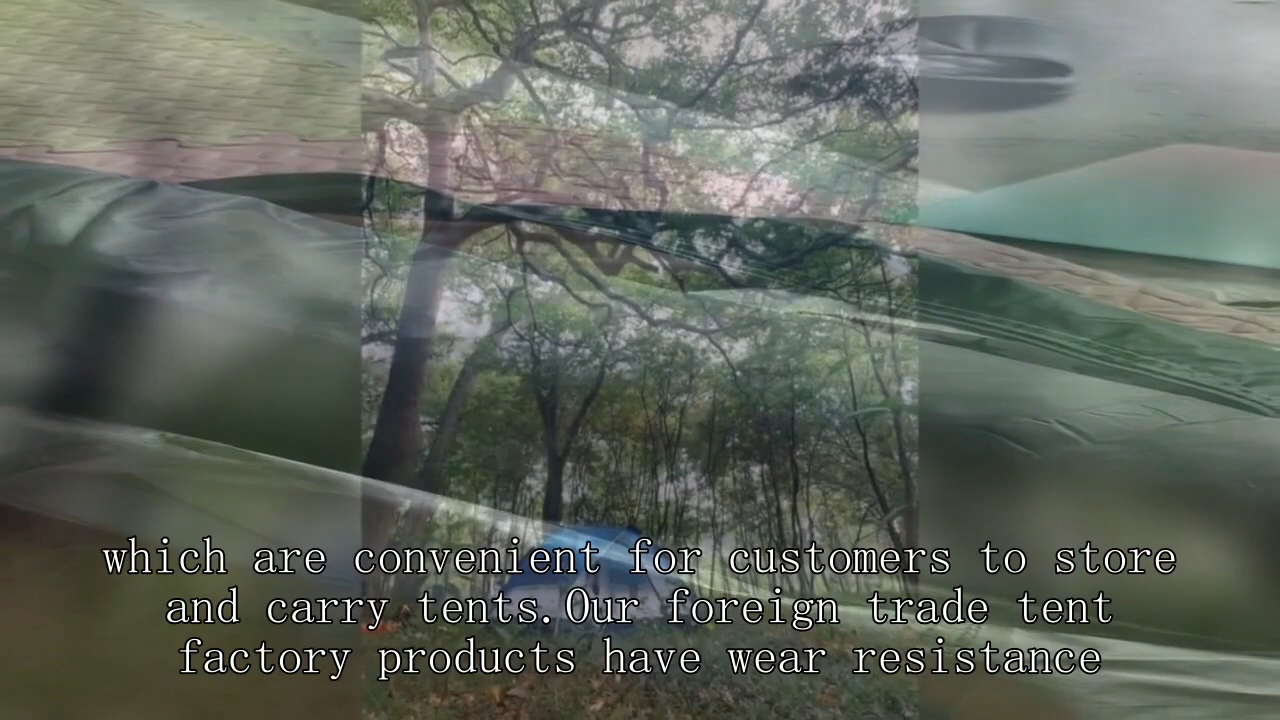 which are convenient for customers to store
and carry tents.Our foreign trade tent
factory products have wear resistance